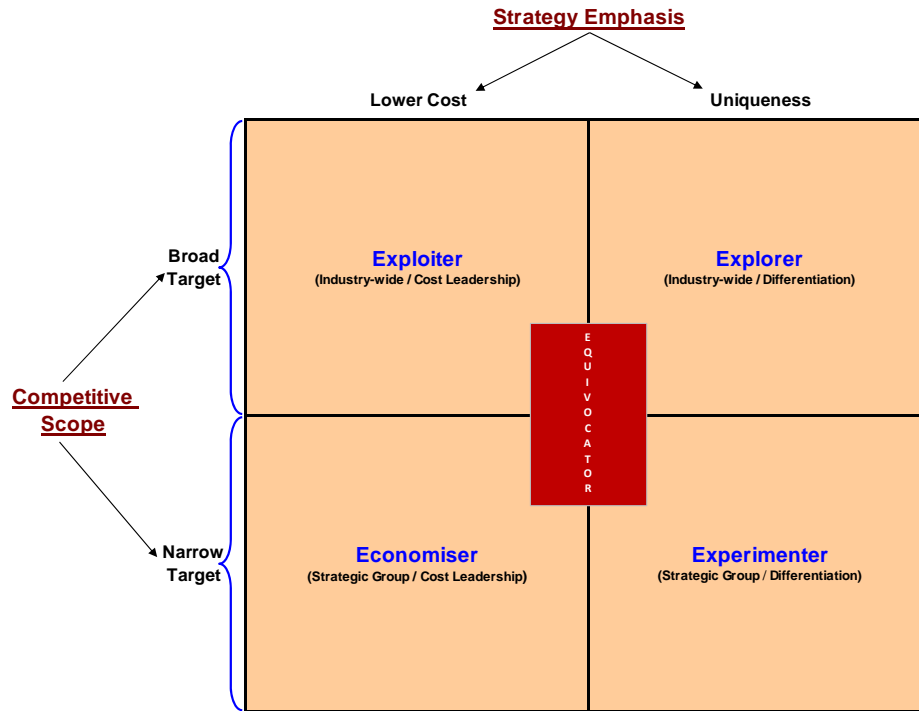 Strategy Emphasis
Lower Cost
Uniqueness
Broad
Target
Exploiter
(Industry-wide / Cost Leadership)
Explorer
(Industry-wide / Differentiation)
EQUIVOCATOR
Competitive
Scope
Narrow
Target
Economiser
(Strategic Group / Cost Leadership)
Experimenter
(Strategic Group / Differentiation)